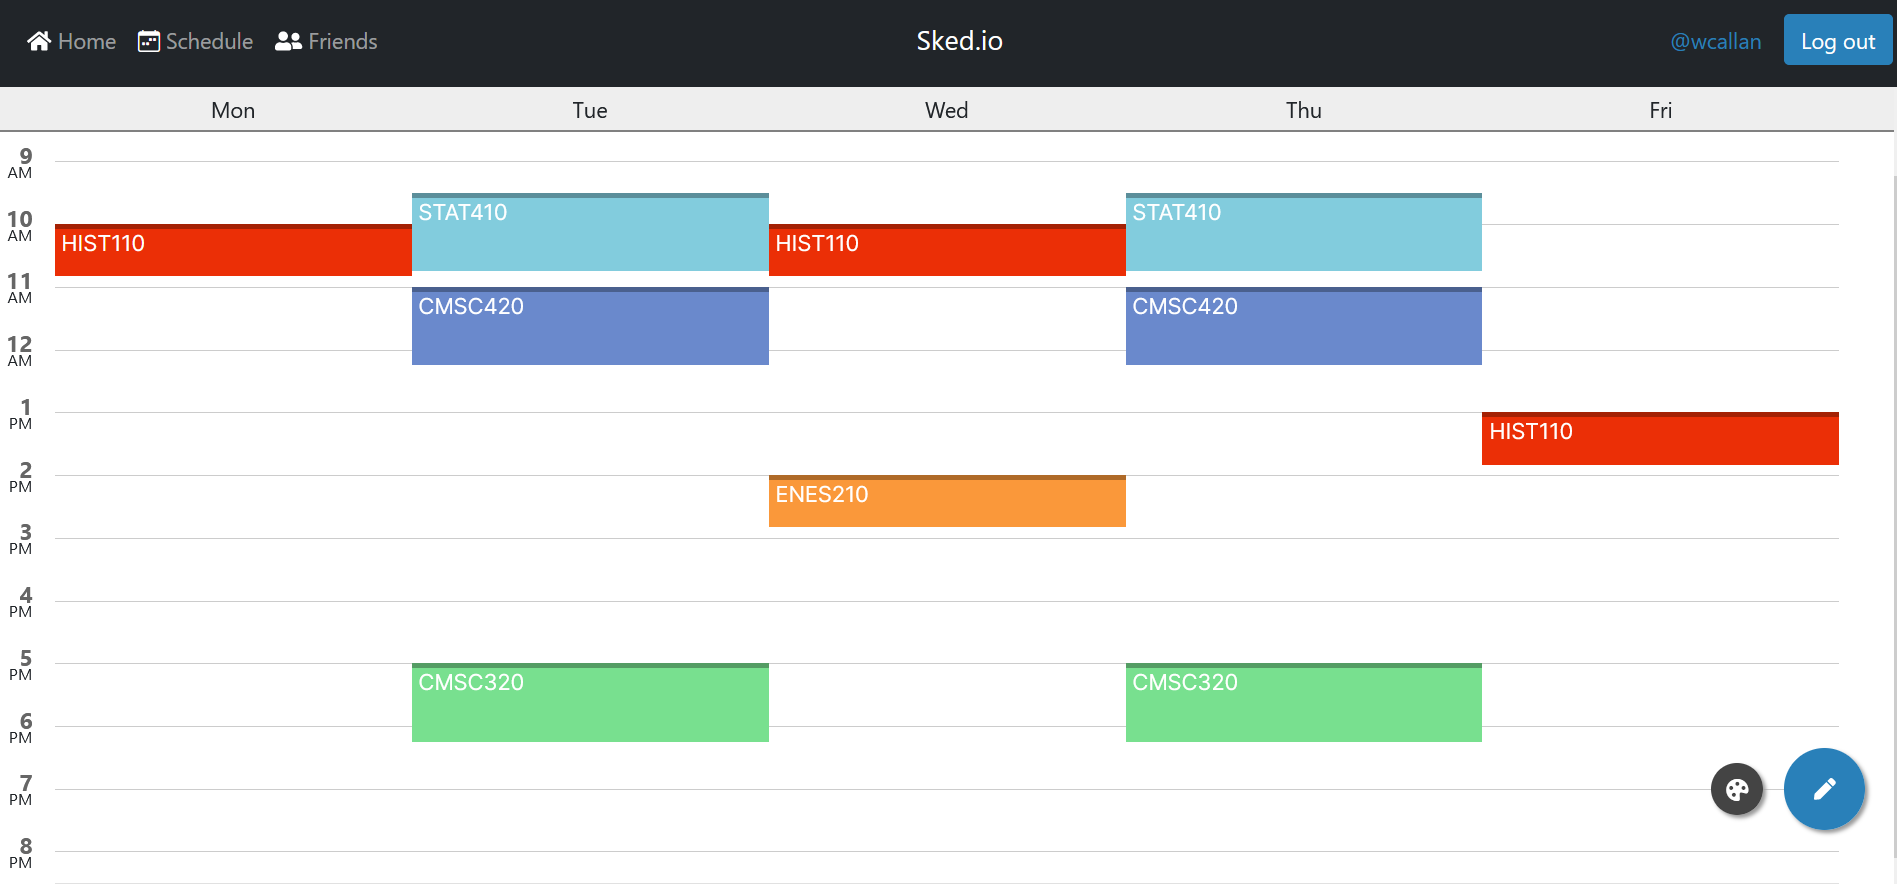 Home Schedule Friends Sked.io @wcallan Log out
Mon Tue Wed Thu Fri
9
AM
STAT410 STAT410
10
AM
HIST110 HIST110
11
AM
CMSC420 CMSC420
12
AM
1
PM
HIST110
2
PM
ENES210
3
PM
4
PM
5
PM
CMSC320 CMSC320
6
PM
7
PM
8
PM